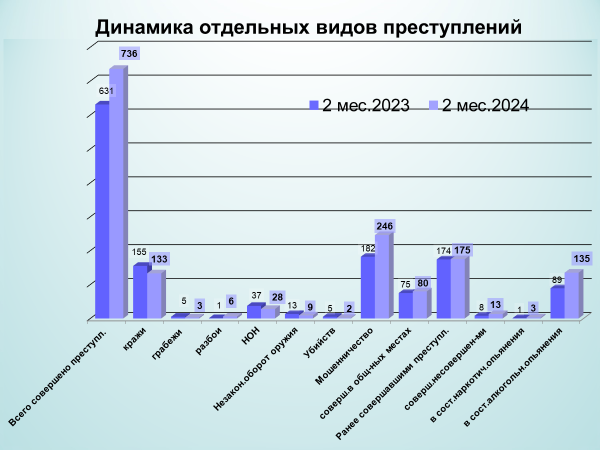 Динамика отдельных видов преступлений
2 мес.2023 2 мес.2024
631 736
155 133
5 3
1 6
37 28
13 9
5 2
182 246
75 80
174 175
8 13
1 3
89 135
Всего совершено преступл.
кражи
грабежи
разбои
НОН
Незакон.оборот оружия
Убийств
Мошенничество
соверш.в общ-ных местах
Ранее совершавшими преступл.
соверш.несовершен-ми
в сост.наркотич.опьянения
в сост.алкогольн.опьянения